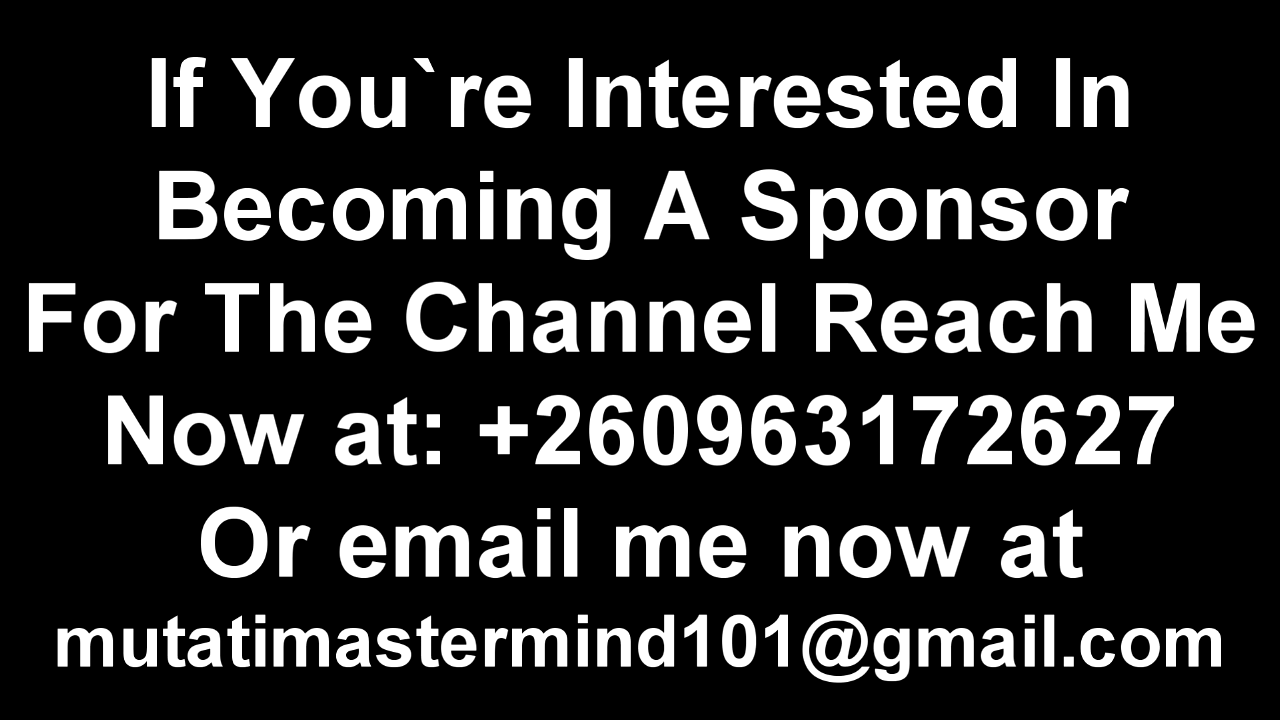 If You`re Interested In
Becoming A Sponsor
For The Channel Reach Me
Now at: +260963172627
Or email me now at
mutatimastermind101@gmail.com